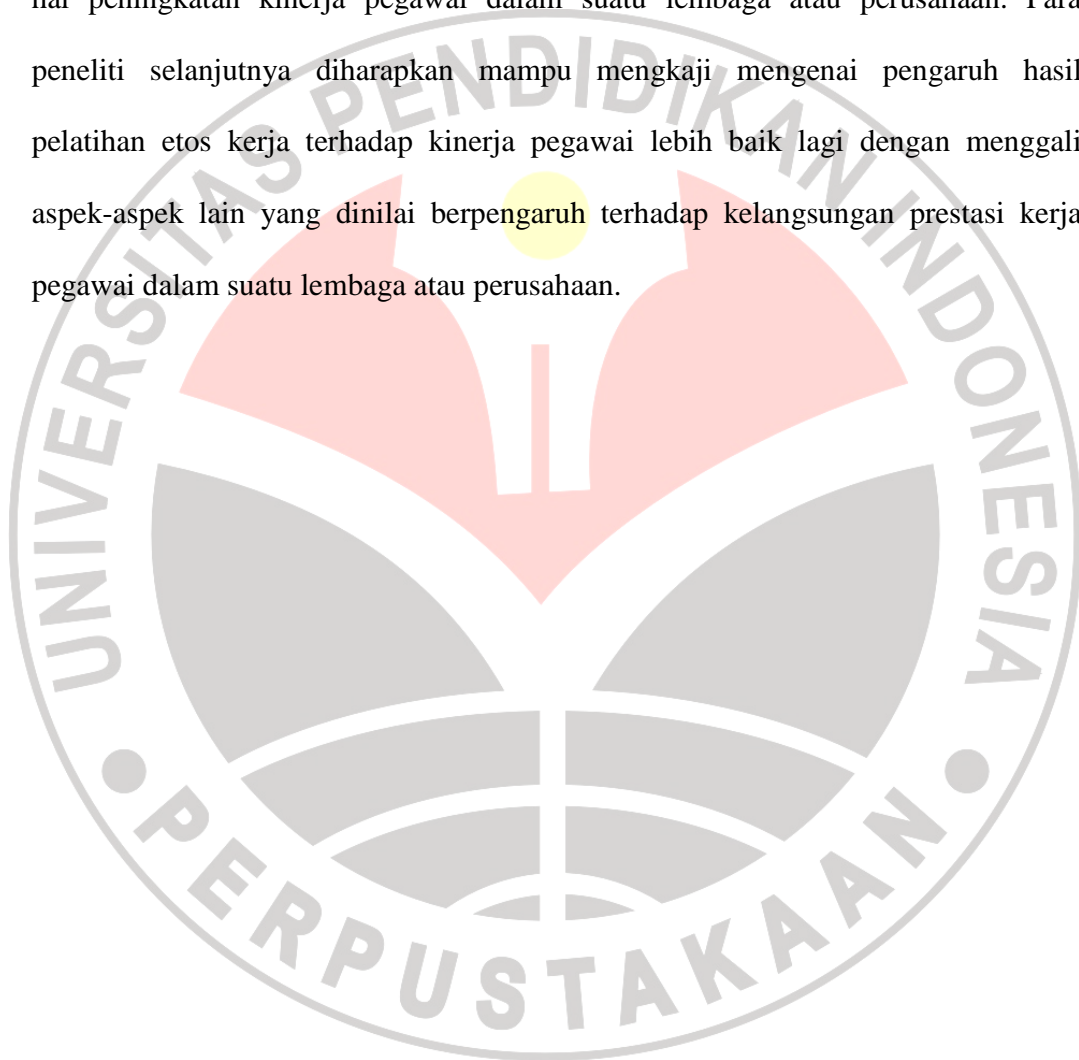 hal peningkatan kinerja pegawai dalam suatu lembaga atau perusahaan. Para
peneliti selanjutnya diharapkan mampu mengkaji mengenai pengaruh hasil
pelatihan etos kerja terhadap kinerja pegawai lebih baik lagi dengan menggali
aspek-aspek lain yang dinilai berpengaruh terhadap kelangsungan prestasi kerja
pegawai dalam suatu lembaga atau perusahaan.
UNIVERSITAS PENDIDIKAN INDONESIA
PERPUSTAKAAN